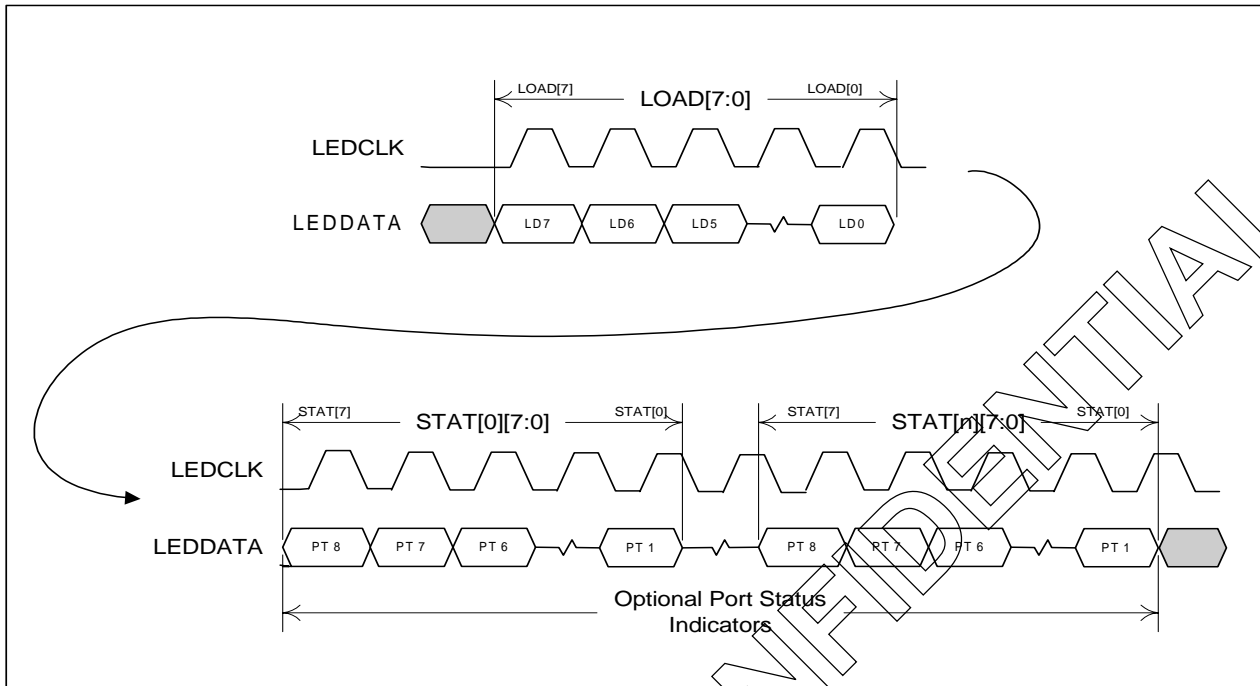 LOAD[7] LOAD[7:0] LOAD[0]
LEDCLK
LEDDATA LD7 LD6 LD5 LD0
STAT[7] STAT[0][7:0] STAT[0] STAT[7] STAT[n][7:0] STAT[0]
LEDCLK
LEDDATA PT 8 PT 7 PT 6 PT 1 PT 8 PT 7 PT 6 PT 1
Optional Port Status
Indicators
NFIDENTIAL